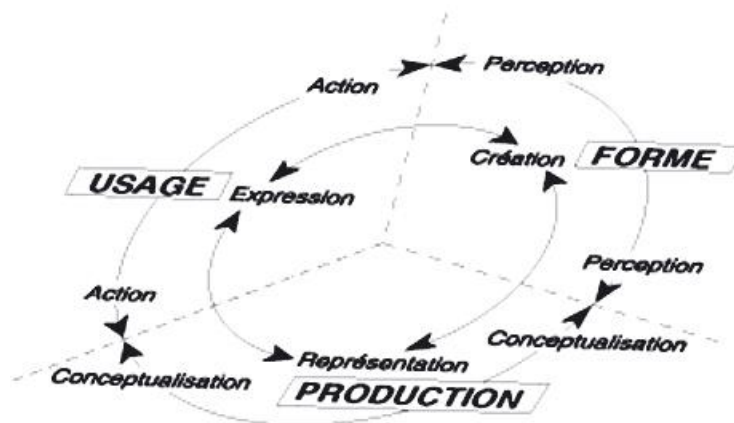 Action
Perception
Création
FORME
USAGE
Expression
Perception
Action
Conceptualisation
Représentation
Conceptualisation
PRODUCTION